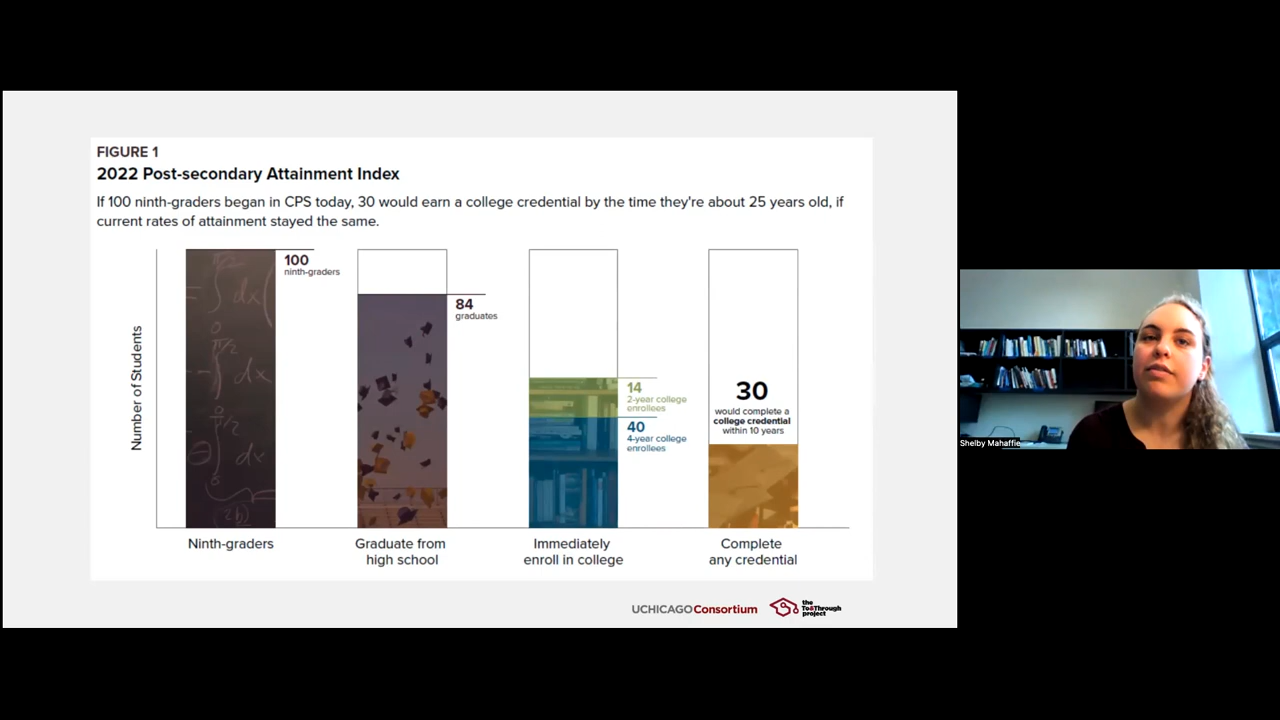 FIGURE 1
2022 Post-secondary Attainment Index
If 100 ninth-graders began in CPS today, 30 would earn a college credential by the time they're about 25 years old, if
current rates of attainment stayed the same.
Number of Students
100
ninth-graders
84
graduates
14
2-year college
enrollees
40
4-year college
enrollees
30
would complete a
college credential
within 10 years
Ninth-graders
Graduate from
high school
Immediately
enroll in college
Complete
any credential
UCHICAGOConsortium
the
To&Through
project
Shelby Mahaffie